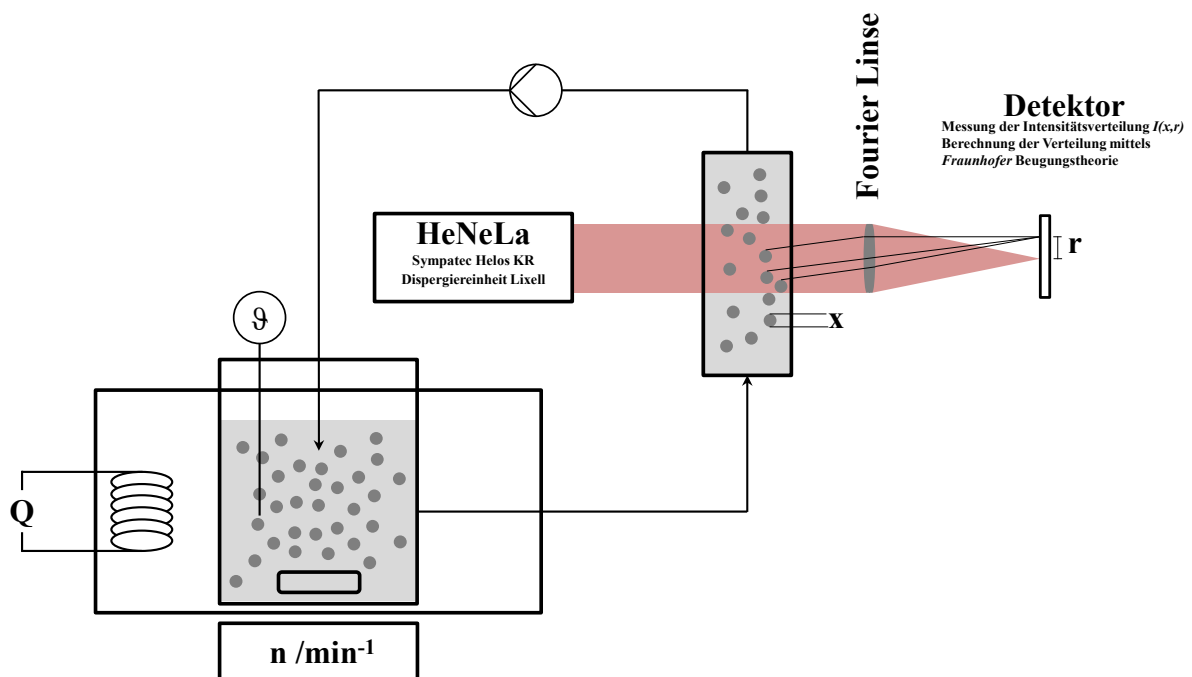 Fourier Linse
Detektor
Messung der Intensitätsverteilung I(x,r)
Berechnung der Verteilung mittels
Fraunhofer Beugungstheorie
HeNeLa
Sympatec Helos KR
Dispergiereinheit Lixell
r
x
ϑ
Q
n /min-1